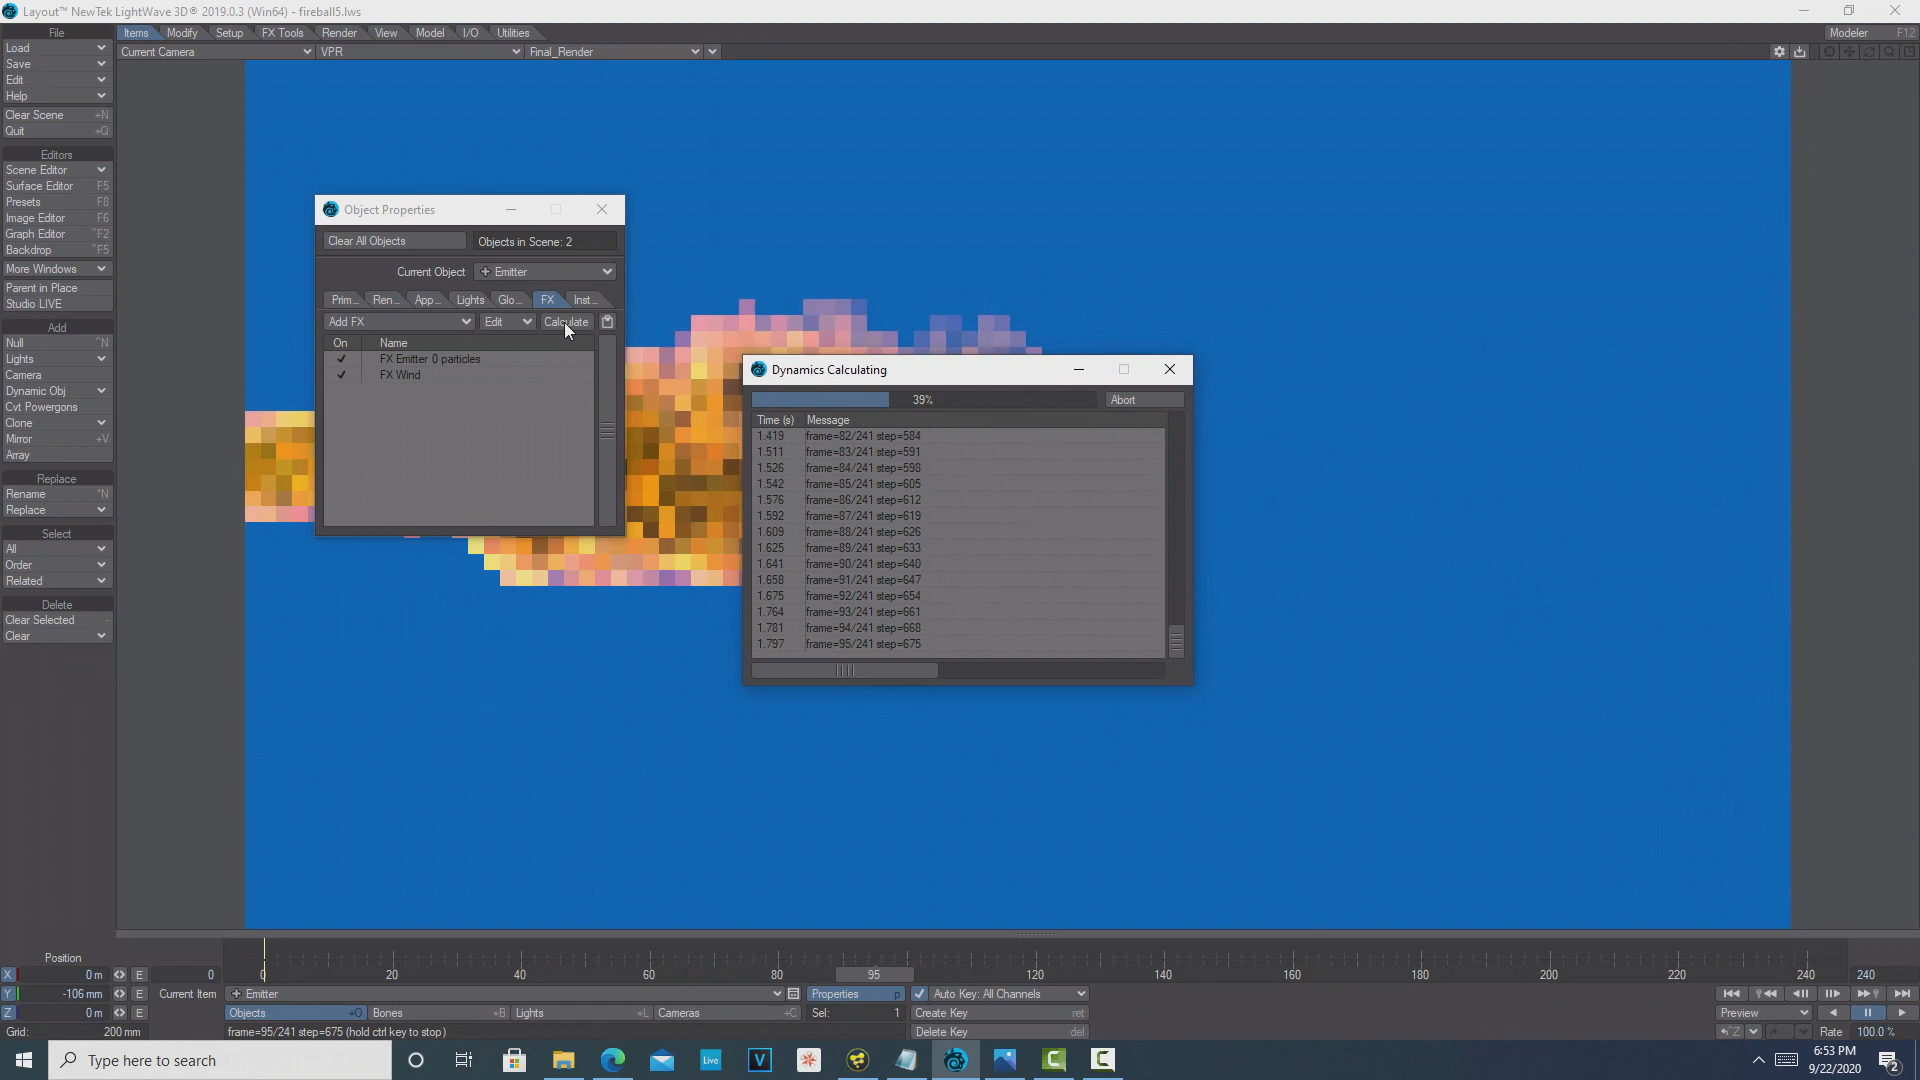 Layout™ NewTek LightWave 3D® 2019.0.3 (Win64) - fireball5.lws
File
Items Modify Setup FX Tools Render View Model I/O Utilities
Modeler F12
Load
Current Camera VPR Final_Render
Save
Edit
Help
Clear Scene +N
Quit +Q
Editors
Scene Editor
Surface Editor F5
Presets F8
Image Editor F6
Graph Editor ^F5
Backdrop ^F5
More Windows
Parent in Place
Studio LIVE
Add
Null ^N
Lights
Camera
Dynamic Obj
Cvt Powergons
Clone
Mirror +V
Array
Replace
Rename ^N
Replace
Select
All
Order
Related
Delete
Clear Selected -
Clear
Object Properties
Clear All Objects Objects in Scene: 2
Current Object Emitter
Prim... Ren... App... Lights Glo... FX Inst...
Add FX Edit Calculate
On Name
FX Emitter 0 particles
FX Wind
Dynamics Calculating
39% Abort
Time (s) Message
1.419 frame=82/241 step=584
1.511 frame=83/241 step=591
1.526 frame=84/241 step=598
1.542 frame=85/241 step=605
1.576 frame=86/241 step=612
1.592 frame=87/241 step=619
1.609 frame=88/241 step=626
1.625 frame=89/241 step=633
1.641 frame=90/241 step=640
1.658 frame=91/241 step=647
1.675 frame=92/241 step=654
1.764 frame=93/241 step=661
1.781 frame=94/241 step=668
1.797 frame=95/241 step=675
Position
X 0 m E 0
0 20 40 60 80 95 120 140 160 180 200 220 240 240
Y -106 mm E Current Item Emitter Properties p Auto Key: All Channels
Z 0 m E Objects +O Bones +B Lights +L Cameras +C Sel: 1 Create Key ret Preview
Grid: 200 mm frame=95/241 step=675 (hold ctrl key to stop) Delete Key del ^Z Z Rate 100.0 %
Type here to search
Live
V
C
C
6:53 PM
9/22/2020
2